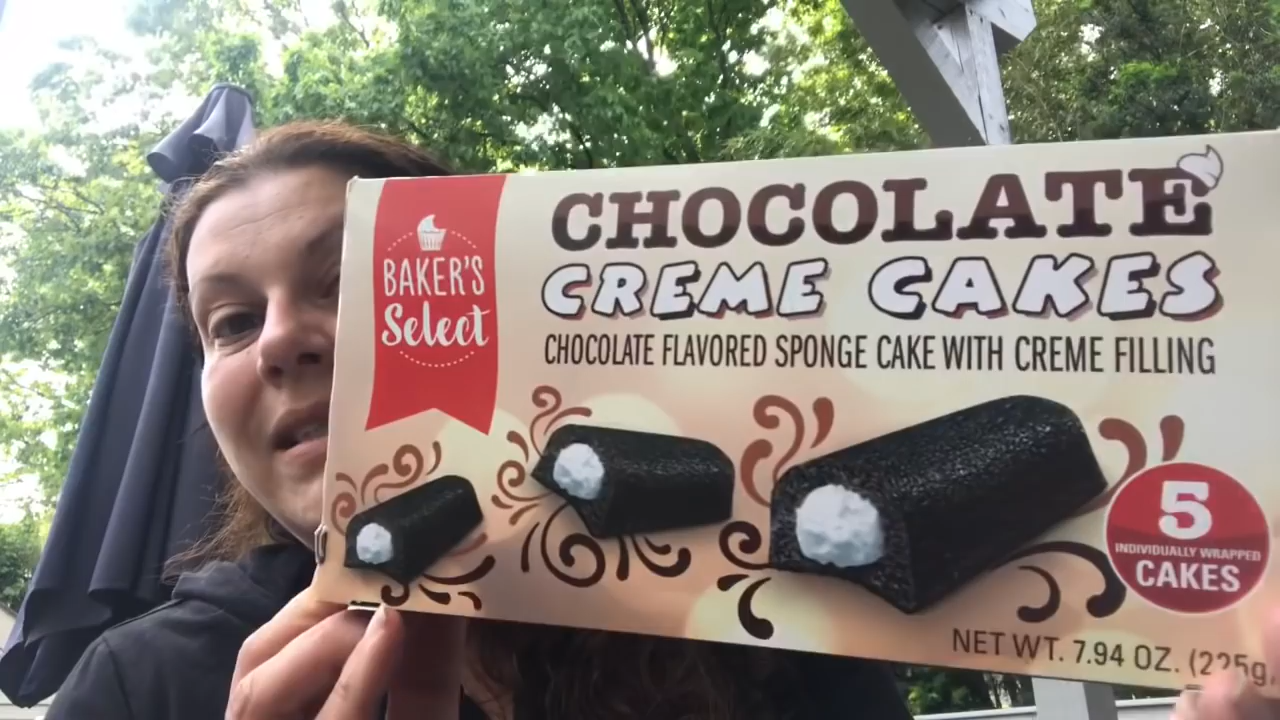 BAKER'S
Select
CHOCOLATE
CREME CAKES
CHOCOLATE FLAVORED SPONGE CAKE WITH CREME FILLING
5
INDIVIDUALLY WRAPPED
CAKES
NET WT. 7.94 OZ. (225g